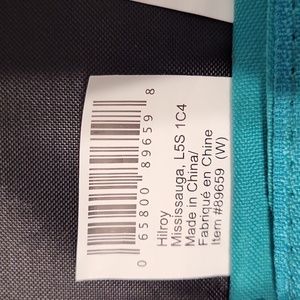 0 65800 89659 8
Hilroy
Mississauga, L5S 1C4
Made in China/
Fabriqué en Chine
Item #89659 (W)